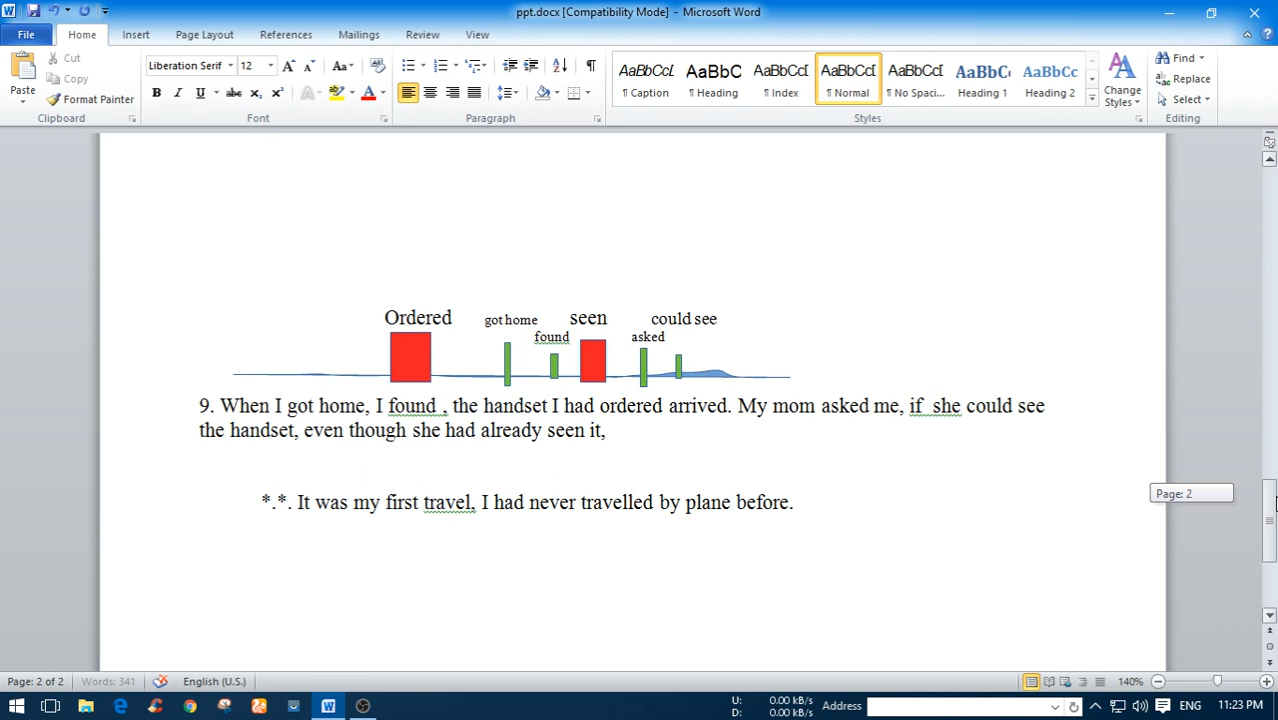 ppt.docx [Compatibility Mode] - Microsoft Word
File Home Insert Page Layout References Mailings Review View
Paste
Cut
Copy
Format Painter
Clipboard
Liberation Serif 12
Font
Paragraph
AaBbCcI AaBbC AaBbCcI AaBbCcI AaBbCcI AaBbC AaBbCc
¶ Caption ¶ Heading ¶ Index ¶ Normal ¶ No Spaci... Heading 1 Heading 2
Change Styles
Styles
Find
Replace
Select
Editing
Ordered got home seen could see
found asked
9. When I got home, I found , the handset I had ordered arrived. My mom asked me, if she could see
the handset, even though she had already seen it,
*.*. It was my first travel, I had never travelled by plane before.
Page: 2
Page: 2 of 2 Words: 341 English (U.S.) 140%
U: 0.00 kB/s
D: 0.00 kB/s
Address
ENG 11:23 PM